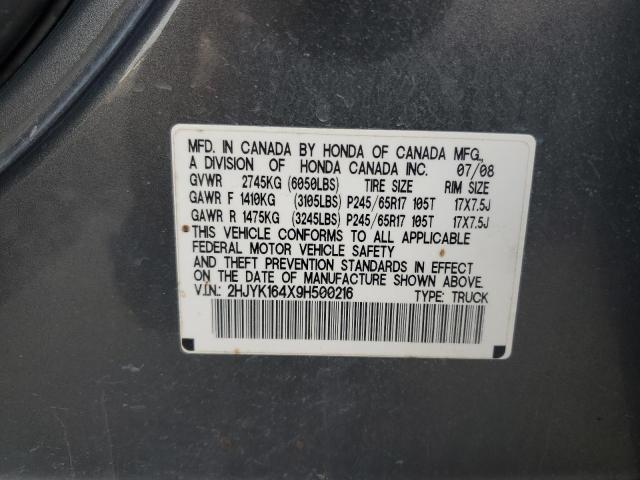 MFD. IN CANADA BY HONDA OF CANADA MFG.,
A DIVISION OF HONDA CANADA INC. 07/08
GVWR 2745KG (6050LBS) TIRE SIZE RIM SIZE
GAWR F 1410KG (3105LBS) P245/65R17 105T 17X7.5J
GAWR R 1475KG (3245LBS) P245/65R17 105T 17X7.5J
THIS VEHICLE CONFORMS TO ALL APPLICABLE
FEDERAL MOTOR VEHICLE SAFETY
AND THEFT PREVENTION STANDARDS IN EFFECT
ON THE DATE OF MANUFACTURE SHOWN ABOVE.
V.I.N.: 2HJYK164X9H500216 TYPE: TRUCK